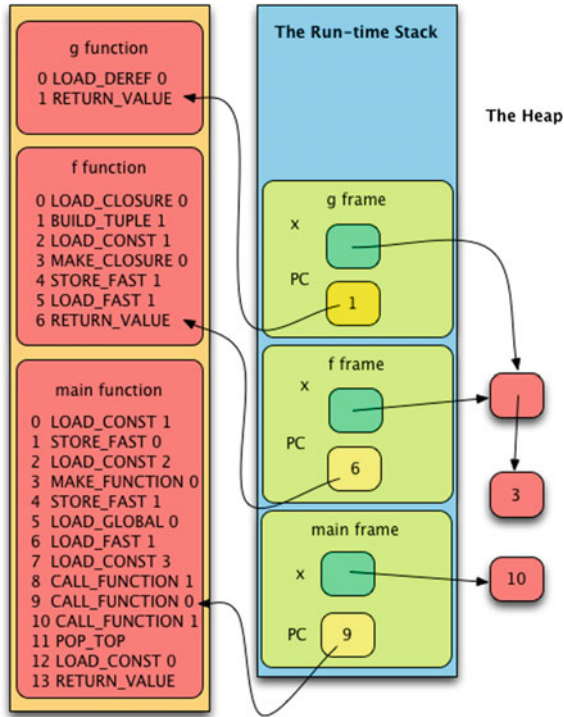 g function
0 LOAD_DEREF 0
1 RETURN_VALUE
f function
0 LOAD_CLOSURE 0
1 BUILD_TUPLE 1
2 LOAD_CONST 1
3 MAKE_CLOSURE 0
4 STORE_FAST 1
5 LOAD_FAST 1
6 RETURN_VALUE
main function
0 LOAD_CONST 1
1 STORE_FAST 0
2 LOAD_CONST 2
3 MAKE_FUNCTION 0
4 STORE_FAST 1
5 LOAD_GLOBAL 0
6 LOAD_FAST 1
7 LOAD_CONST 3
8 CALL_FUNCTION 1
9 CALL_FUNCTION 0
10 CALL_FUNCTION 1
11 POP_TOP
12 LOAD_CONST 0
13 RETURN_VALUE
The Run-time Stack
g frame
x
PC
1
f frame
x
PC
6
main frame
x
PC
9
The Heap
3
10